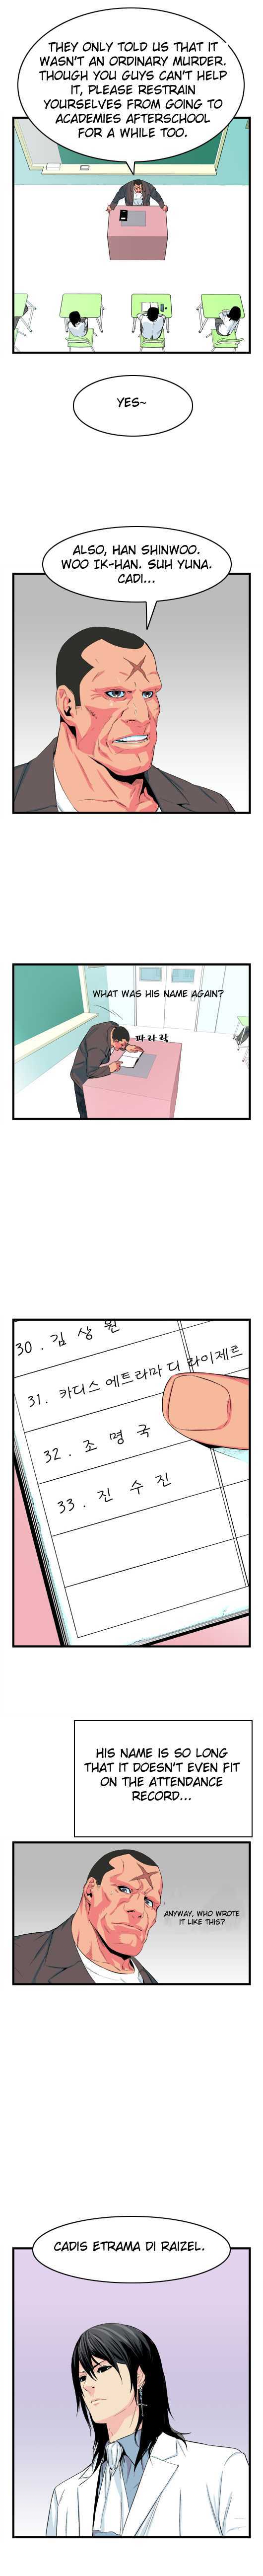 THEY ONLY TOLD US THAT IT
WASN'T AN ORDINARY MURDER.
THOUGH YOU GUYS CAN'T HELP
IT, PLEASE RESTRAIN
YOURSELVES FROM GOING TO
ACADEMIES AFTERSCHOOL
FOR A WHILE TOO.
YES~
ALSO, HAN SHINWOO.
WOO IK-HAN. SUH YUNA.
CADI...
WHAT WAS HIS NAME AGAIN?
파라락
30. 김상원
31. 카디스 에트라마 디 라이제르
32. 조명국
33. 진수진
HIS NAME IS SO LONG
THAT IT DOESN'T EVEN FIT
ON THE ATTENDANCE
RECORD...
ANYWAY, WHO WROTE
IT LIKE THIS?
CADIS ETRAMA DI RAIZEL.